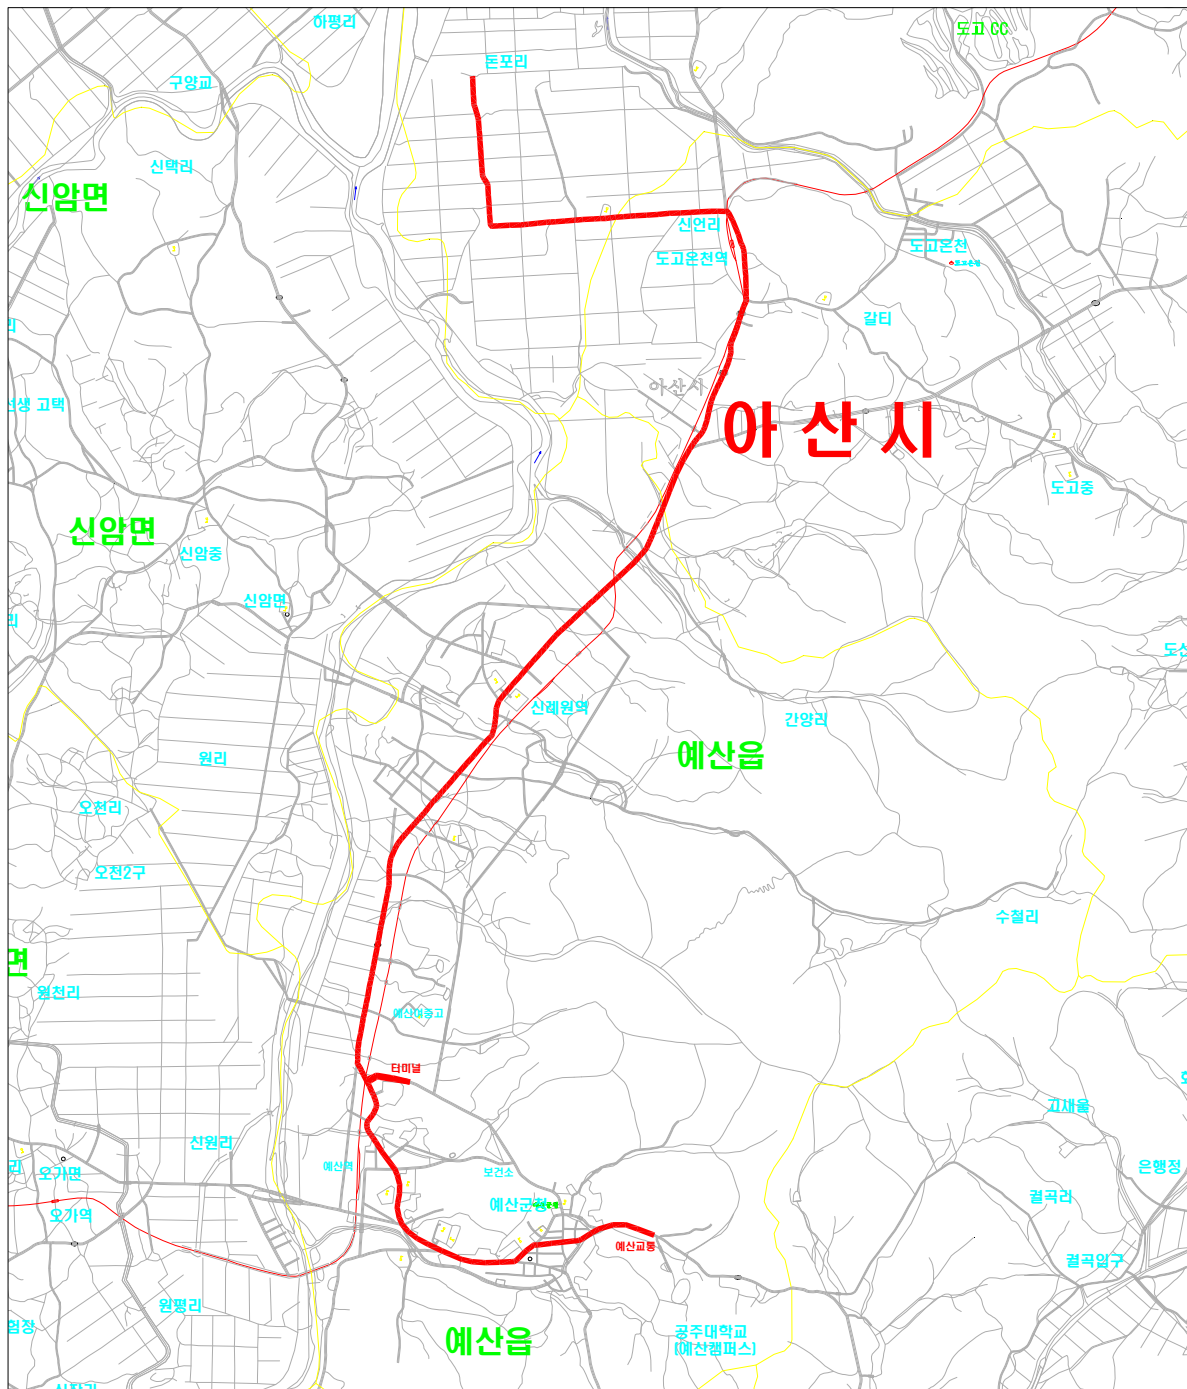 하평리
도고 CC
돈포리
구양교
신택리
신암면
신언리
도고온천역
도고온천
갈티
아산시
아 산 시
선생 고택
도고중
신암면
신암중
신암면
신례원역
간양리
예산읍
원리
오천리
오천2구
수철리
면
원천리
예산여중고
터미널
고새울
신원리
예산역
보건소
은행정
오가면
예산군청
결곡리
오가역
예산교통
결곡입구
원평리
험장
공주대학교
(예산캠퍼스)
예산읍